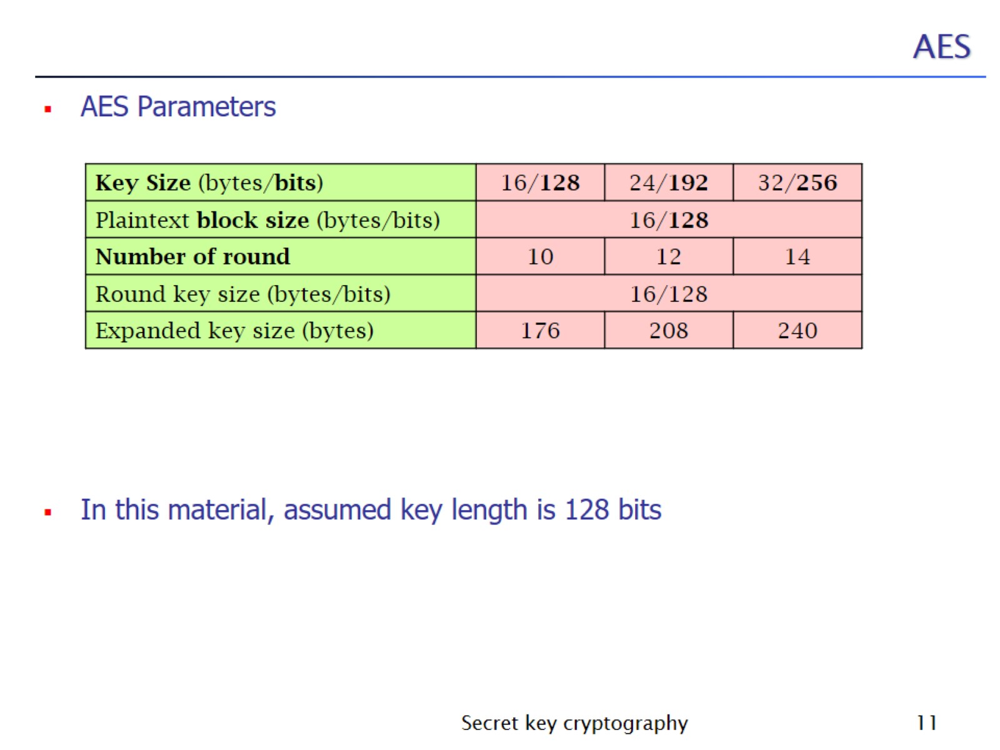 AES
AES Parameters
Key Size (bytes/bits) 16/128 24/192 32/256
Plaintext block size (bytes/bits) 16/128
Number of round 10 12 14
Round key size (bytes/bits) 16/128
Expanded key size (bytes) 176 208 240
In this material, assumed key length is 128 bits
Secret key cryptography 11